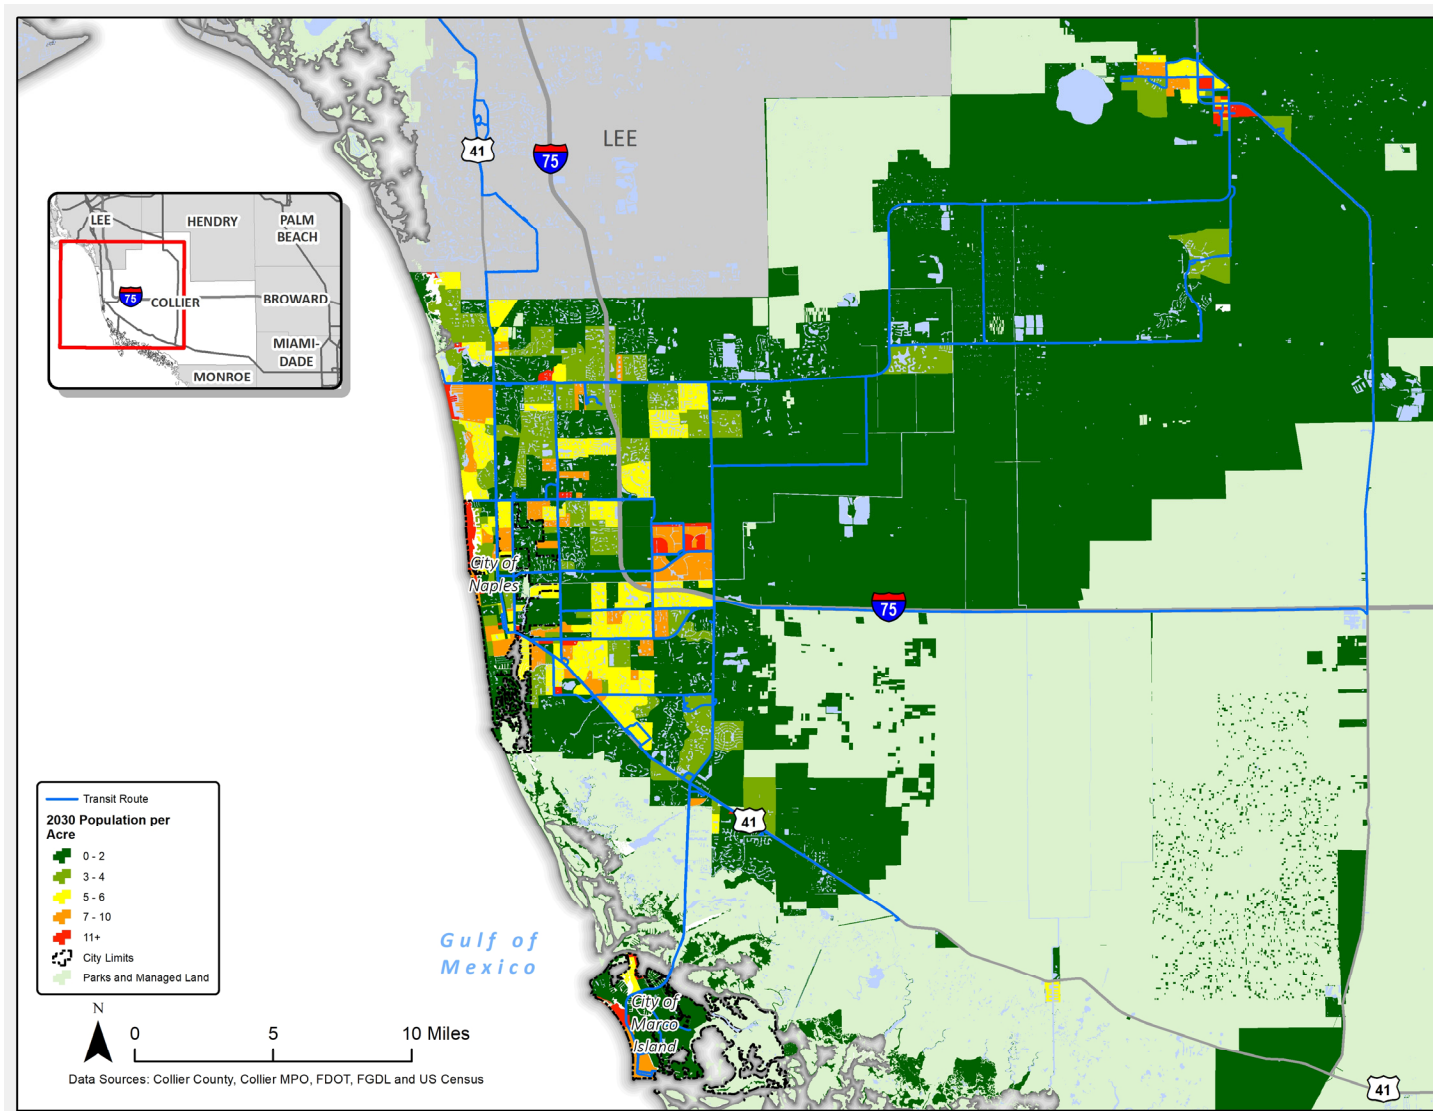 LEE
41
75
LEE
HENDRY
PALM
BEACH
75
COLLIER
BROWARD
MIAMI-
DADE
MONROE
City of
Naples
75
41
Transit Route
2030 Population per
Acre
0 - 2
3 - 4
5 - 6
7 - 10
11+
City Limits
Parks and Managed Land
Gulf of
Mexico
City of
Marco
Island
N
0 5 10 Miles
Data Sources: Collier County, Collier MPO, FDOT, FGDL and US Census
41